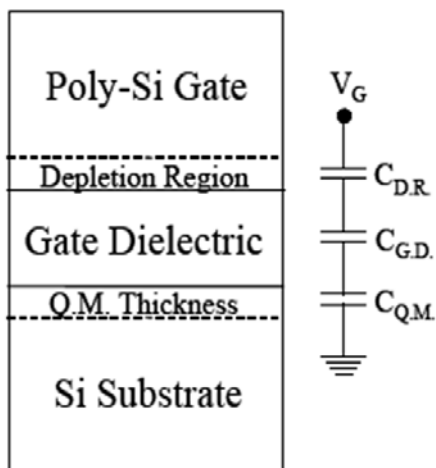 Poly-Si Gate
Depletion Region
Gate Dielectric
Q.M. Thickness
Si Substrate
V_G
C_D.R.
C_G.D.
C_Q.M.